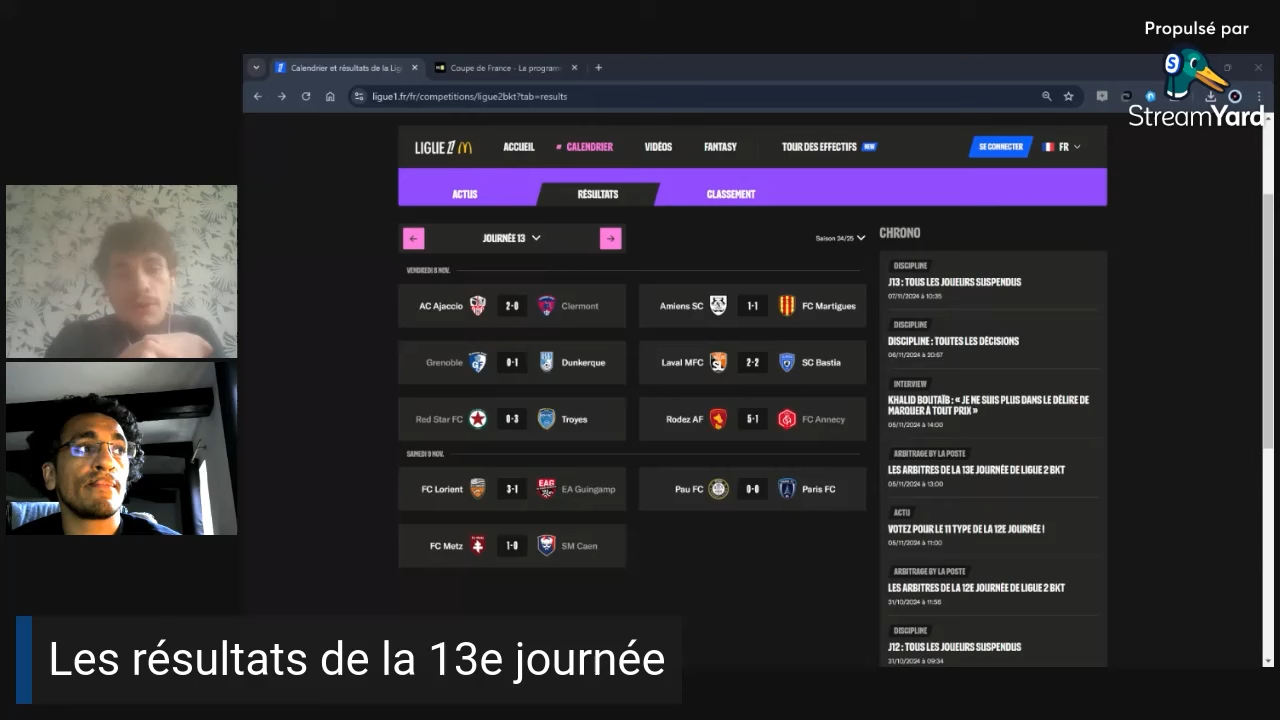 Propulsé par
StreamYard
Calendrier et résultats de la Lig
Coupe de France - La program
ligue1.fr/fr/competitions/ligue2bkt?tab=results
LIGUE 1
ACCUEIL
CALENDRIER
VIDÉOS
FANTASY
TOUR DES EFFECTIFS NEW
SE CONNECTER
FR
ACTUS
RÉSULTATS
CLASSEMENT
JOURNÉE 13
Saison 24/25
VENDREDI 8 NOV.
AC Ajaccio 2-0 Clermont
Amiens SC 1-1 FC Martigues
Grenoble 0-1 Dunkerque
Laval MFC 2-2 SC Bastia
Red Star FC 0-3 Troyes
Rodez AF 5-1 FC Annecy
SAMEDI 9 NOV.
FC Lorient 3-1 EA Guingamp
Pau FC 0-0 Paris FC
FC Metz 1-0 SM Caen
CHRONO
DISCIPLINE
J13 : TOUS LES JOUEURS SUSPENDUS
07/11/2024 à 10:35
DISCIPLINE
DISCIPLINE : TOUTES LES DÉCISIONS
06/11/2024 à 20:57
INTERVIEW
KHALID BOUTAÏB : « JE NE SUIS PLUS DANS LE DÉLIRE DE
MARQUER À TOUT PRIX »
05/11/2024 à 14:00
ARBITRAGE BY LA POSTE
LES ARBITRES DE LA 13E JOURNÉE DE LIGUE 2 BKT
05/11/2024 à 13:00
ACTU
VOTEZ POUR LE 11 TYPE DE LA 12E JOURNÉE !
05/11/2024 à 11:00
ARBITRAGE BY LA POSTE
LES ARBITRES DE LA 12E JOURNÉE DE LIGUE 2 BKT
31/10/2024 à 11:56
DISCIPLINE
J12 : TOUS LES JOUEURS SUSPENDUS
31/10/2024 à 09:34
Les résultats de la 13e journée